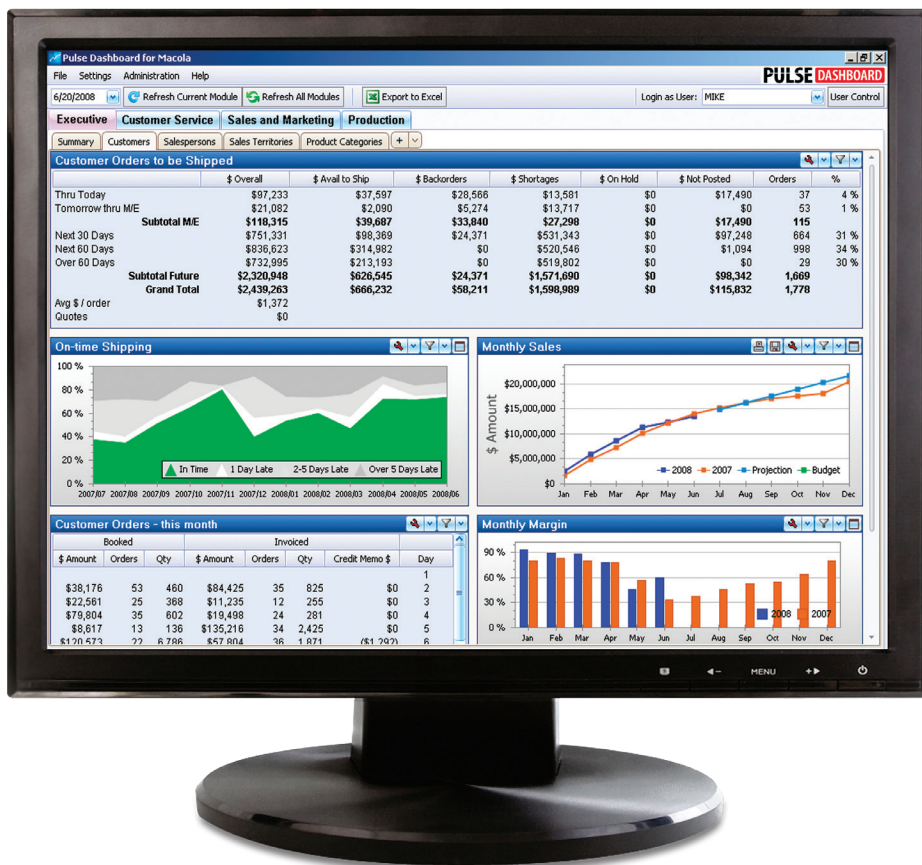 Pulse Dashboard for Macola
File Settings Administration Help
PULSE DASHBOARD
6/20/2008 Refresh Current Module Refresh All Modules Export to Excel Login as User: MIKE User Control
Executive Customer Service Sales and Marketing Production
Summary Customers Salespersons Sales Territories Product Categories +
Customer Orders to be Shipped
$ Overall $ Avail to Ship $ Backorders $ Shortages $ On Hold $ Not Posted Orders %
Thru Today $97,233 $37,597 $28,566 $13,581 $0 $17,490 37 4 %
Tomorrow thru M/E $21,082 $2,090 $5,274 $13,717 $0 $0 53 1 %
Subtotal M/E $118,315 $39,687 $33,840 $27,298 $0 $17,490 115
Next 30 Days $751,331 $98,369 $24,371 $531,343 $0 $97,248 664 31 %
Next 60 Days $836,623 $314,982 $0 $520,546 $0 $1,094 998 34 %
Over 60 Days $732,995 $213,193 $0 $519,802 $0 $0 29 30 %
Subtotal Future $2,320,948 $626,545 $24,371 $1,571,690 $0 $98,342 1,669
Grand Total $2,439,263 $666,232 $58,211 $1,598,989 $0 $115,832 1,778
Avg $ / order $1,372
Quotes $0
On-time Shipping
100 %
80 %
60 %
40 %
20 %
0 %
In Time 1 Day Late 2-5 Days Late Over 5 Days Late
2007/07 2007/08 2007/09 2007/10 2007/11 2007/12 2008/01 2008/02 2008/03 2008/04 2008/05 2008/06
Monthly Sales
$ Amount
$20,000,000
$15,000,000
$10,000,000
$5,000,000
$0
2008 2007 Projection Budget
Jan Feb Mar Apr May Jun Jul Aug Sep Oct Nov Dec
Customer Orders - this month
Booked Invoiced
$ Amount Orders Qty $ Amount Orders Qty Credit Memo $ Day
1
$38,176 53 460 $84,425 35 825 $0 2
$22,561 25 368 $11,235 12 255 $0 3
$79,804 35 602 $19,498 24 281 $0 4
$8,617 13 136 $135,216 34 2,425 $0 5
$120,573 22 6,786 $57,804 36 1,871 ($1,292) 6
Monthly Margin
90 %
60 %
30 %
0 %
2008 2007
Jan Feb Mar Apr May Jun Jul Aug Sep Oct Nov Dec
MENU